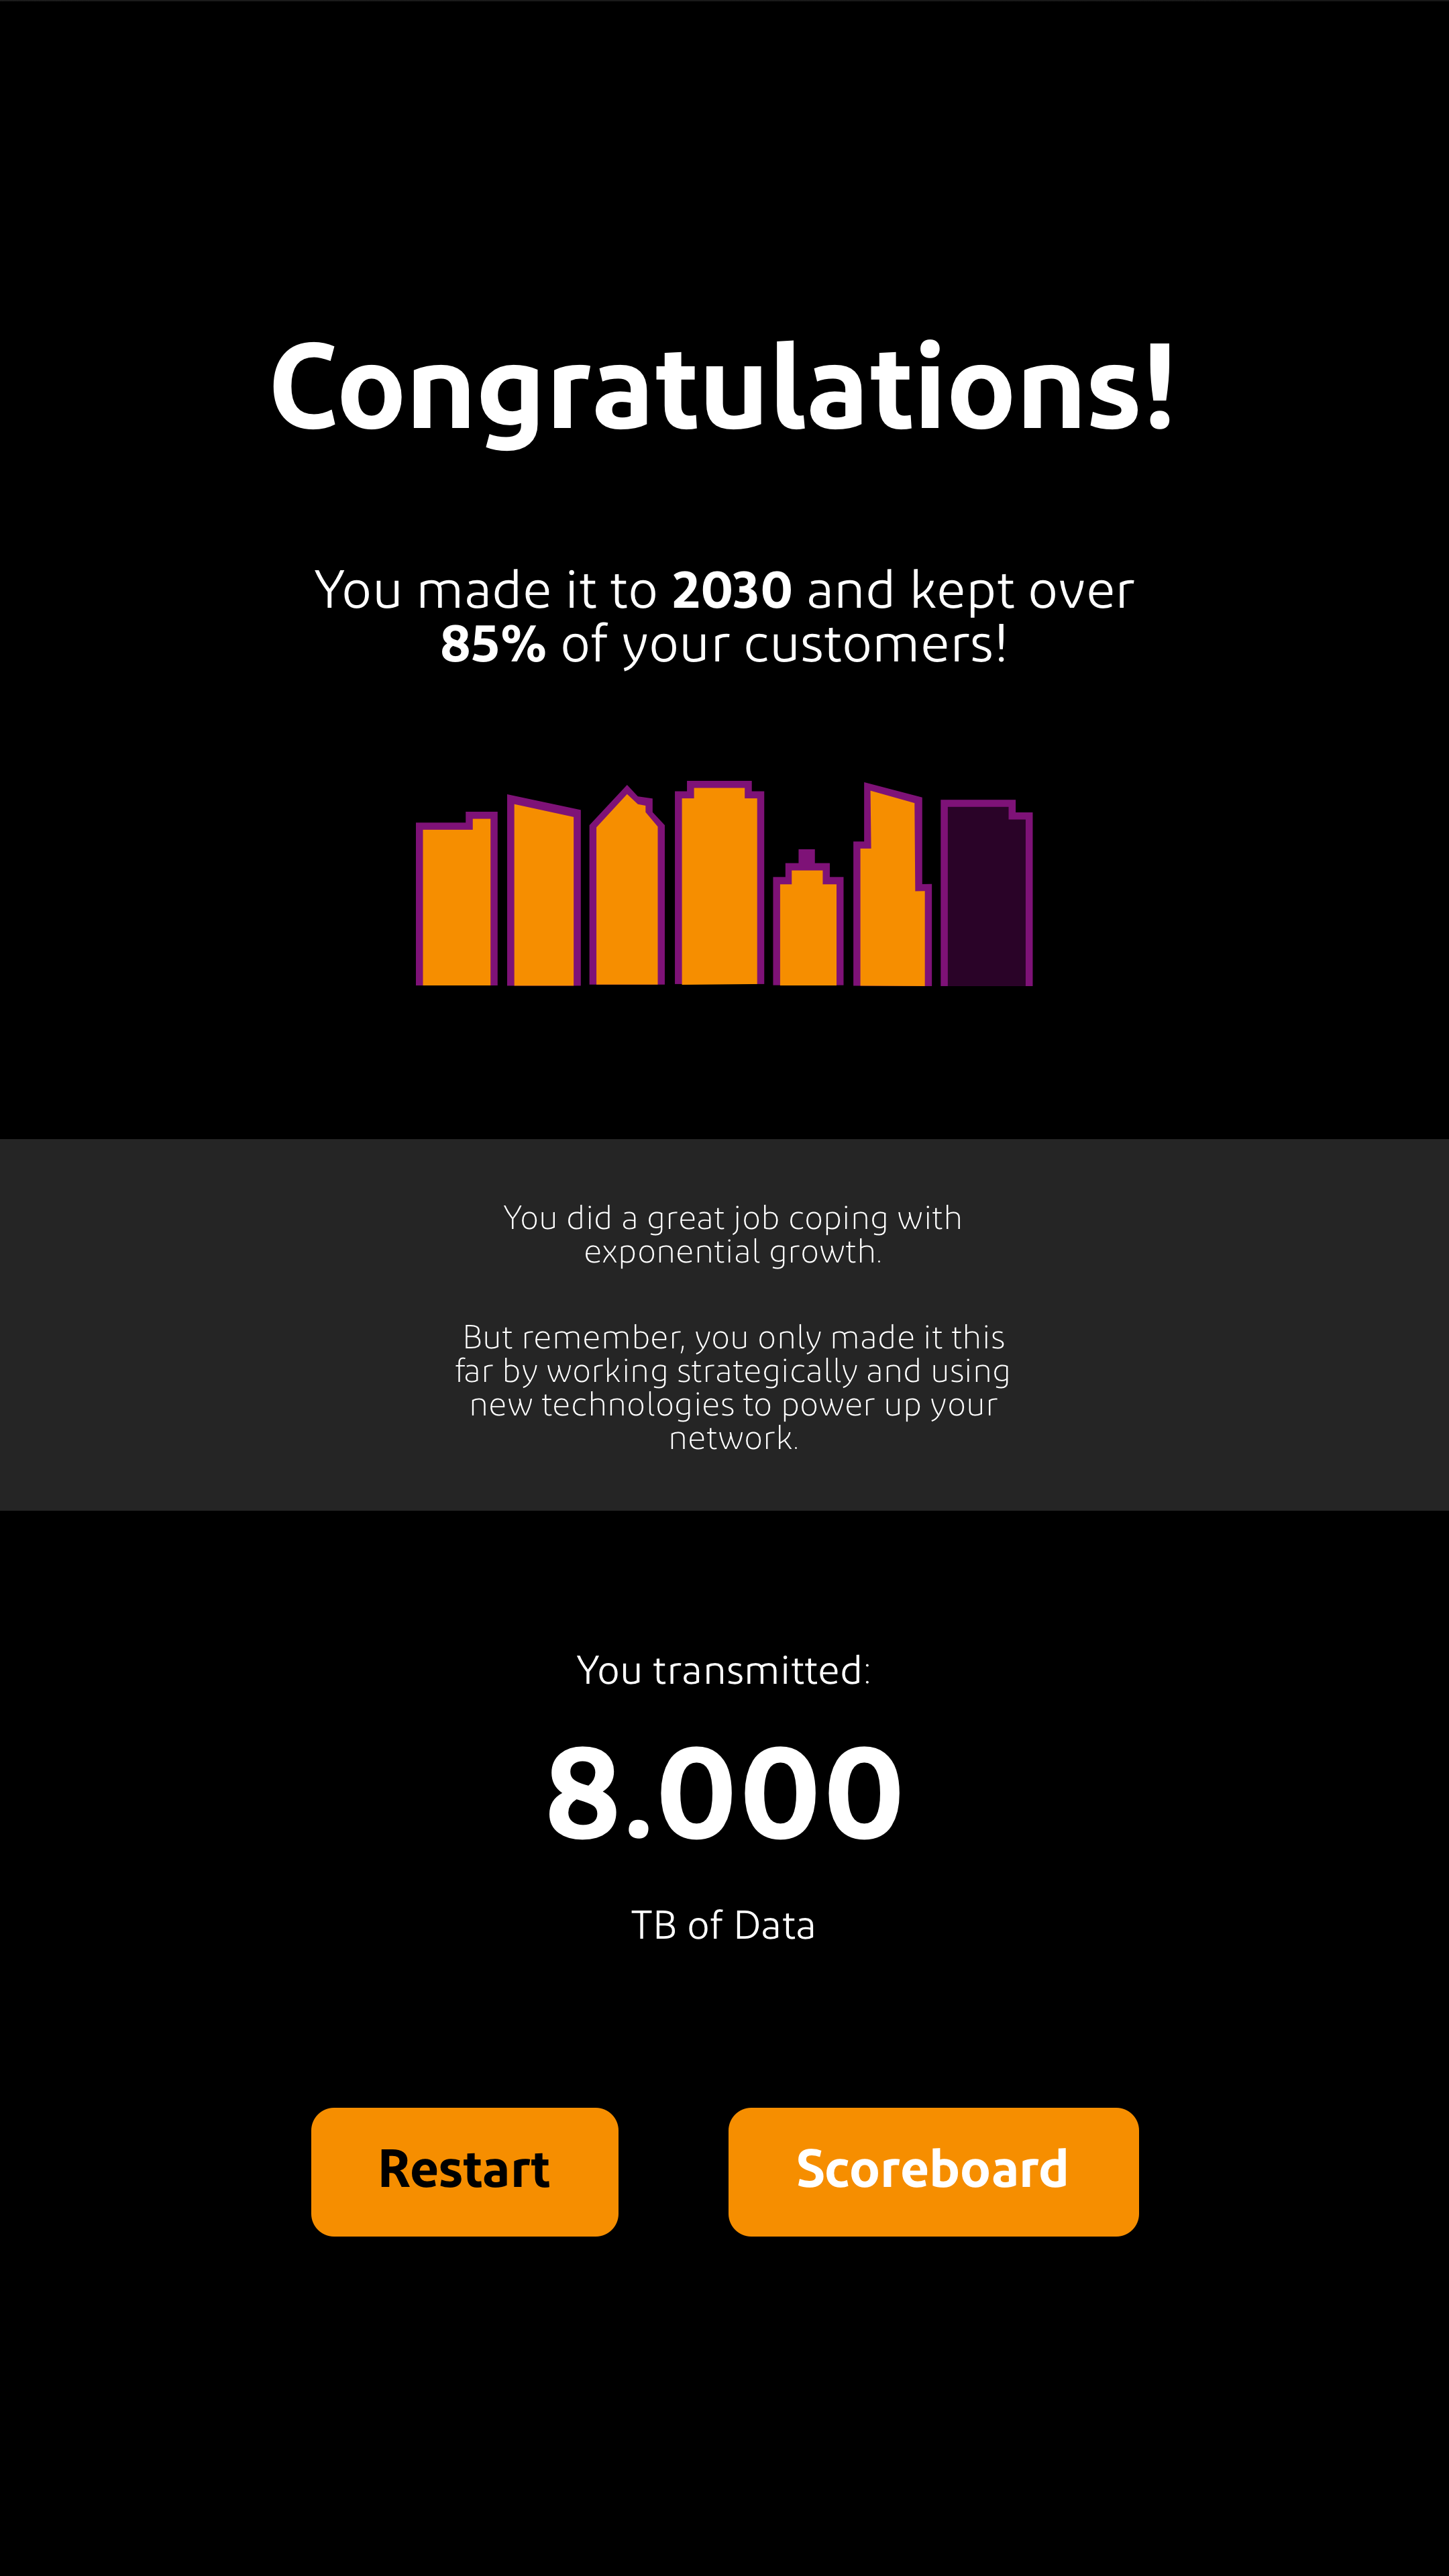 Congratulations!
You made it to 2030 and kept over
85% of your customers!
You did a great job coping with
exponential growth.
But remember, you only made it this
far by working strategically and using
new technologies to power up your
network.
You transmitted:
8.000
TB of Data
Restart
Scoreboard